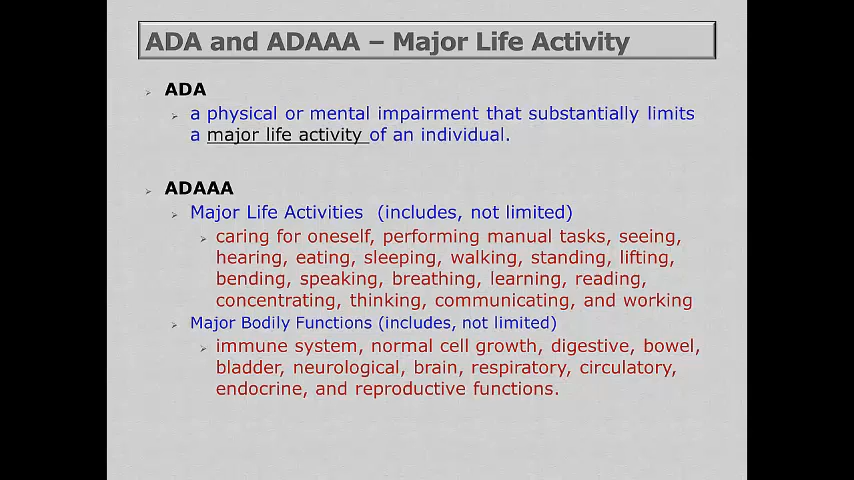 ADA and ADAAA – Major Life Activity
ADA
a physical or mental impairment that substantially limits
a major life activity of an individual.
ADAAA
Major Life Activities (includes, not limited)
caring for oneself, performing manual tasks, seeing,
hearing, eating, sleeping, walking, standing, lifting,
bending, speaking, breathing, learning, reading,
concentrating, thinking, communicating, and working
Major Bodily Functions (includes, not limited)
immune system, normal cell growth, digestive, bowel,
bladder, neurological, brain, respiratory, circulatory,
endocrine, and reproductive functions.